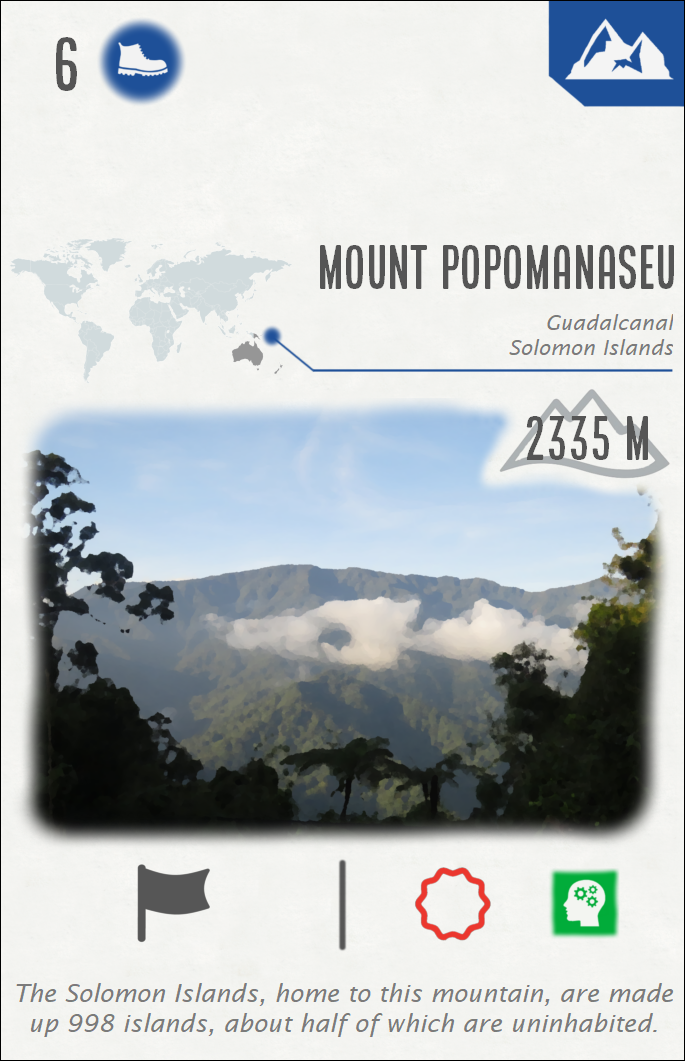 6
MOUNT POPOMANASEU
Guadalcanal
Solomon Islands
2335 M
The Solomon Islands, home to this mountain, are made
up 998 islands, about half of which are uninhabited.